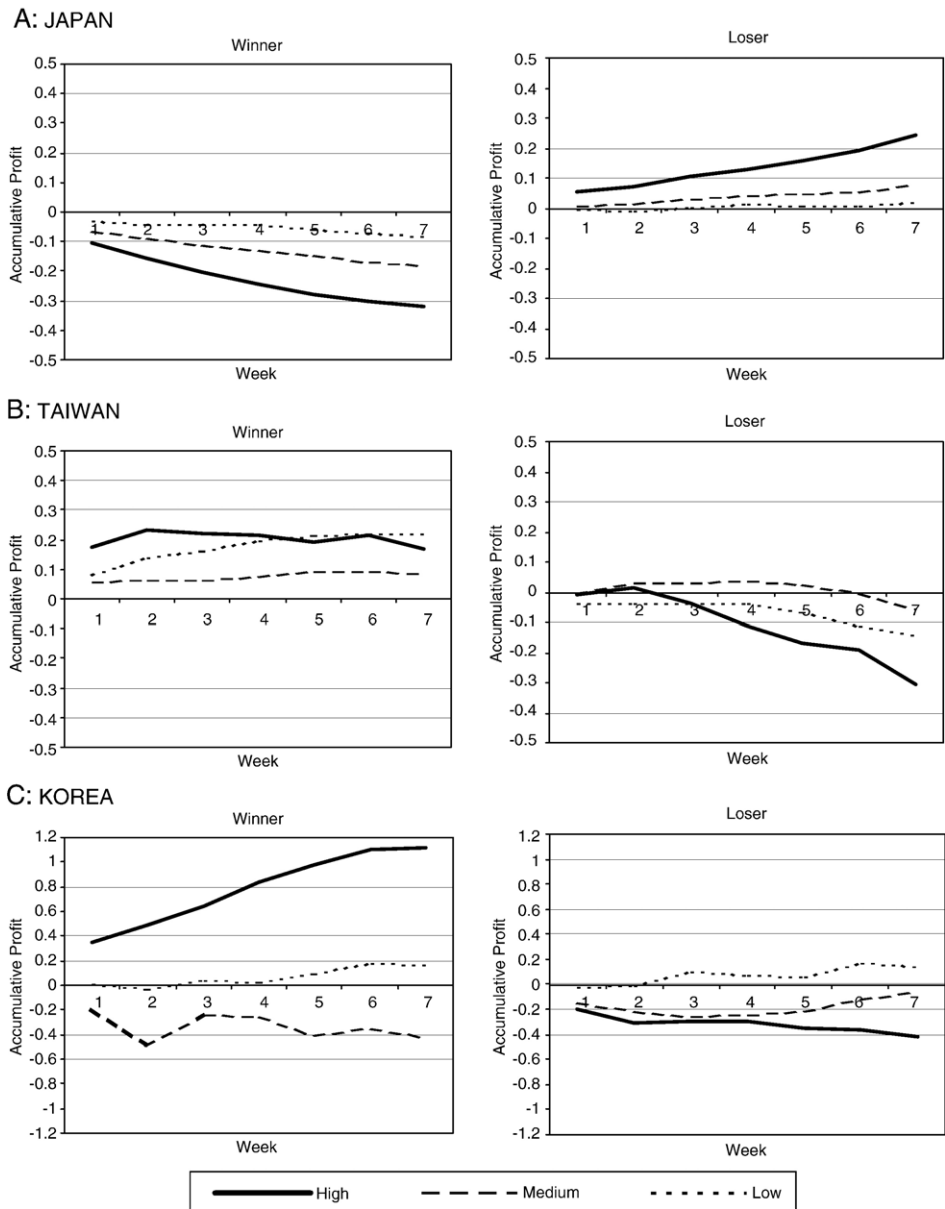 A: JAPAN
Winner
0.5
0.4
0.3
0.2
0.1
0
-0.1
-0.2
-0.3
-0.4
-0.5
Accumulative Profit
1 2 3 4 5 6 7
Week
Loser
0.5
0.4
0.3
0.2
0.1
0
-0.1
-0.2
-0.3
-0.4
-0.5
Accumulative Profit
1 2 3 4 5 6 7
Week
B: TAIWAN
Winner
0.5
0.4
0.3
0.2
0.1
0
-0.1
-0.2
-0.3
-0.4
-0.5
Accumulative Profit
1 2 3 4 5 6 7
Week
Loser
0.5
0.4
0.3
0.2
0.1
0
-0.1
-0.2
-0.3
-0.4
-0.5
Accumulative Profit
1 2 3 4 5 6 7
Week
C: KOREA
Winner
1.2
1
0.8
0.6
0.4
0.2
0
-0.2
-0.4
-0.6
-0.8
-1
-1.2
Accumulative Profit
1 2 3 4 5 6 7
Week
Loser
1.2
1
0.8
0.6
0.4
0.2
0
-0.2
-0.4
-0.6
-0.8
-1
-1.2
Accumulative Profit
1 2 3 4 5 6 7
Week
High Medium Low